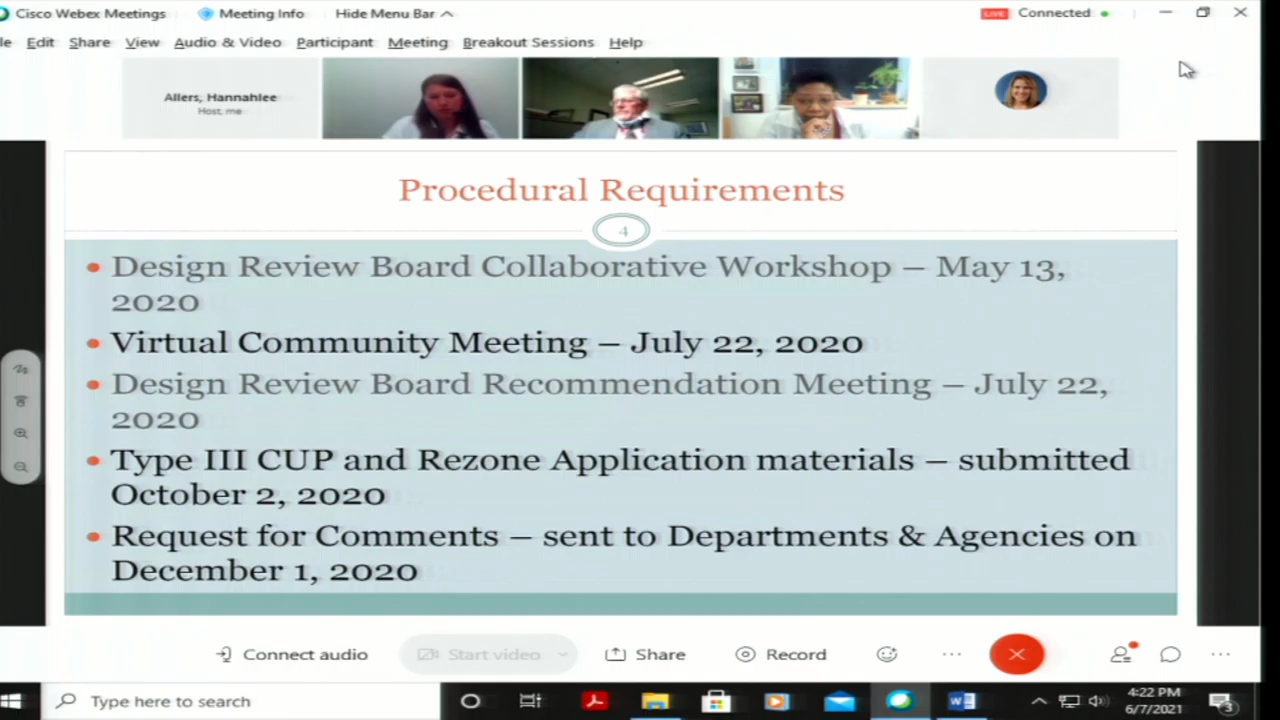 Cisco Webex Meetings Meeting Info Hide Menu Bar LIVE Connected
le Edit Share View Audio & Video Participant Meeting Breakout Sessions Help
Allers, Hannahlee
Host, me
Procedural Requirements
4
• Design Review Board Collaborative Workshop – May 13,
2020
• Virtual Community Meeting – July 22, 2020
• Design Review Board Recommendation Meeting – July 22,
2020
• Type III CUP and Rezone Application materials – submitted
October 2, 2020
• Request for Comments – sent to Departments & Agencies on
December 1, 2020
Connect audio Start video Share Record
Type here to search
4:22 PM
6/7/2021
3